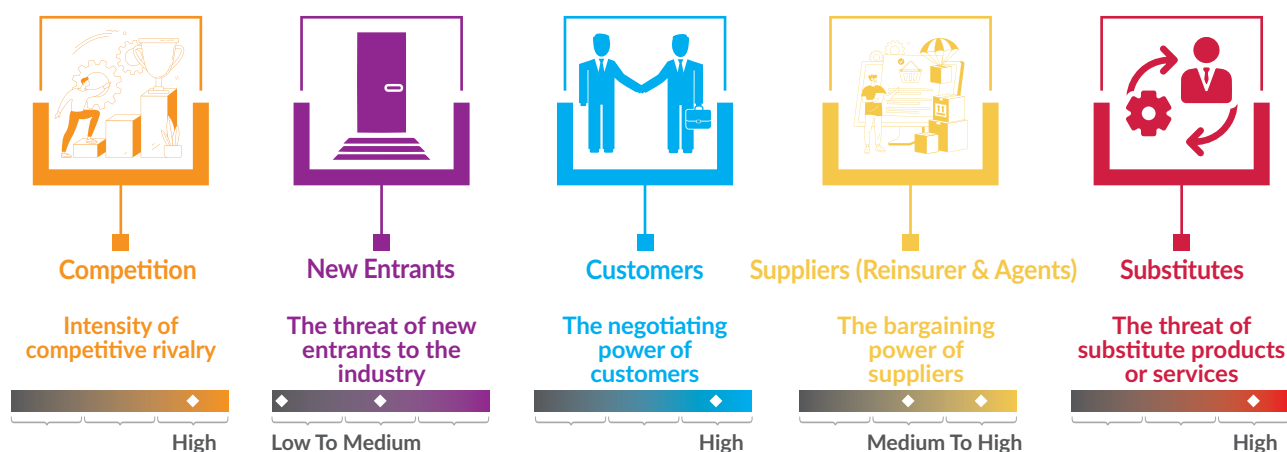 Competition
Intensity of
competitive rivalry
High
New Entrants
The threat of new
entrants to the
industry
Low To Medium
Customers
The negotiating
power of
customers
High
Suppliers (Reinsurer & Agents)
The bargaining
power of
suppliers
Medium To High
Substitutes
The threat of
substitute products
or services
High